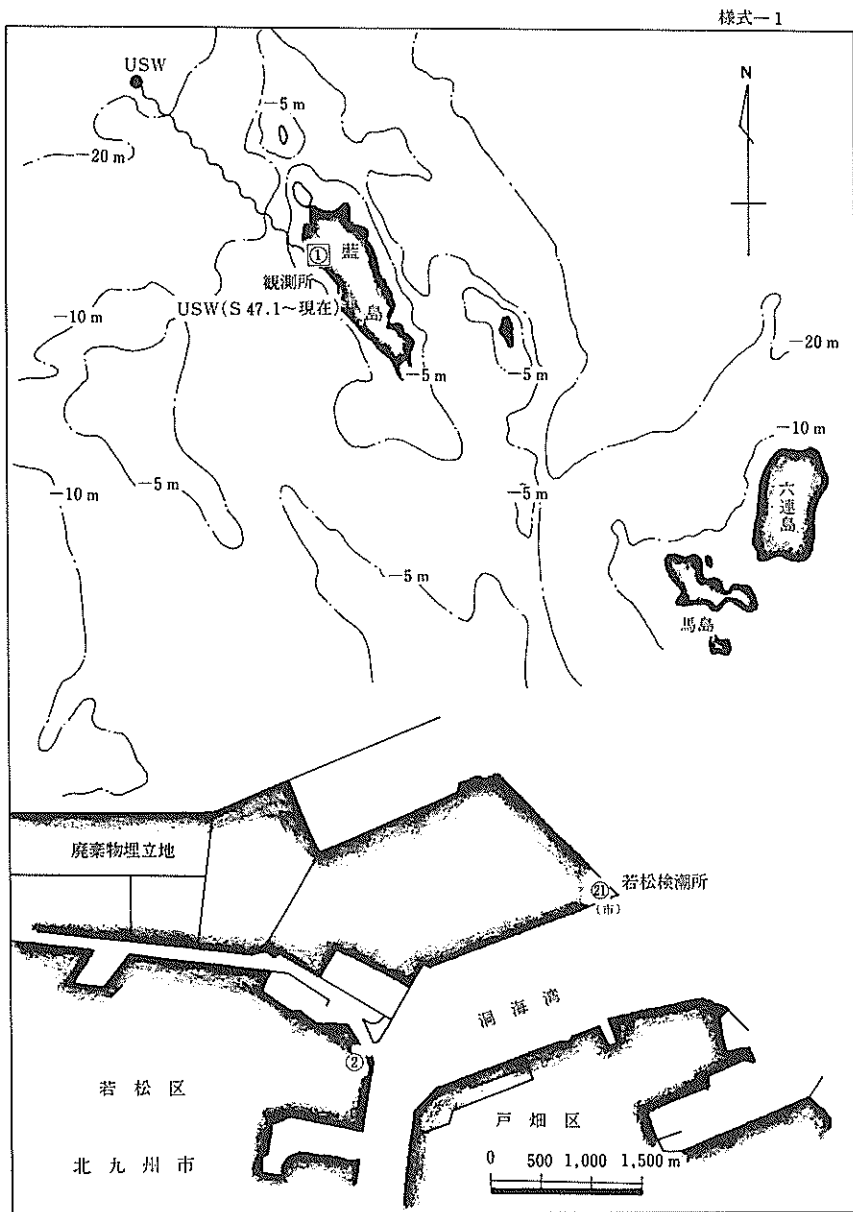 様式－1
USW
N
－5 m
－20 m
①
藍島
観測所
USW(S 47.1～現在)
－10 m
－20 m
－5 m
－5 m
－10 m
－10 m
－5 m
－5 m
六連島
－5 m
馬島
廃棄物埋立地
㉑
若松検潮所
(市)
洞海湾
②
若松区
戸畑区
北九州市
0 500 1,000 1,500 m